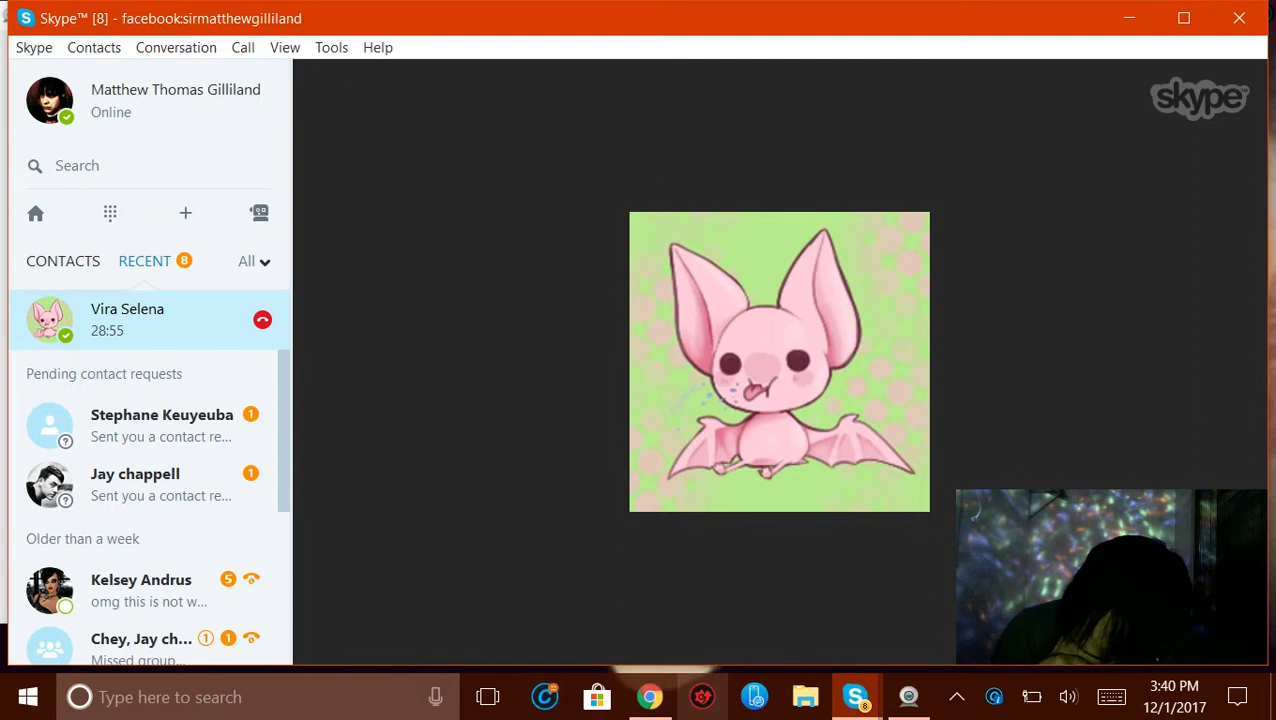 Skype™ [8] - facebook:sirmatthewgilliland
Skype Contacts Conversation Call View Tools Help
Matthew Thomas Gilliland
Online
Search
CONTACTS RECENT 8 All
Vira Selena
28:55
Pending contact requests
Stephane Keuyeuba 1
Sent you a contact re...
Jay chappell 1
Sent you a contact re...
Older than a week
Kelsey Andrus 5
omg this is not w...
Chey, Jay ch... 1 1
Missed group...
skype™
Type here to search
8
3:40 PM
12/1/2017